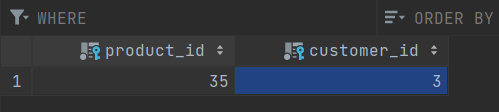 WHERE ORDER BY
product_id customer_id
1 35 3